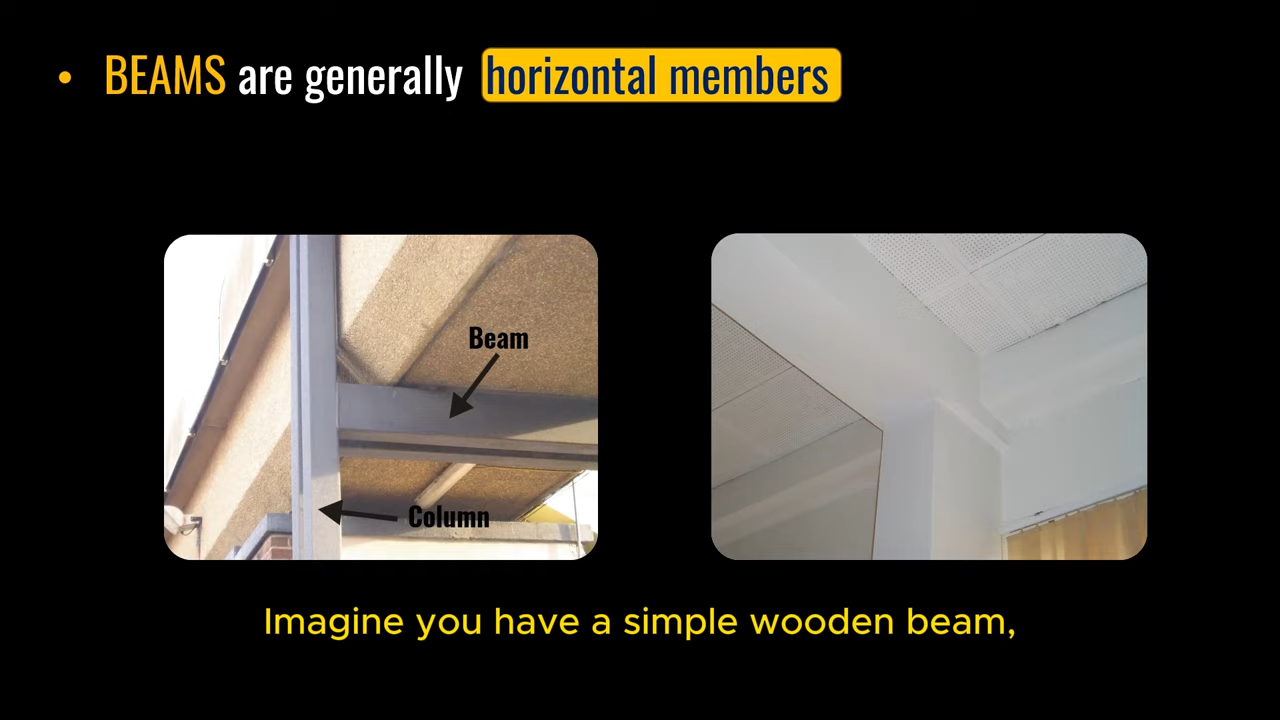 • BEAMS are generally horizontal members
Beam
Column
Imagine you have a simple wooden beam,